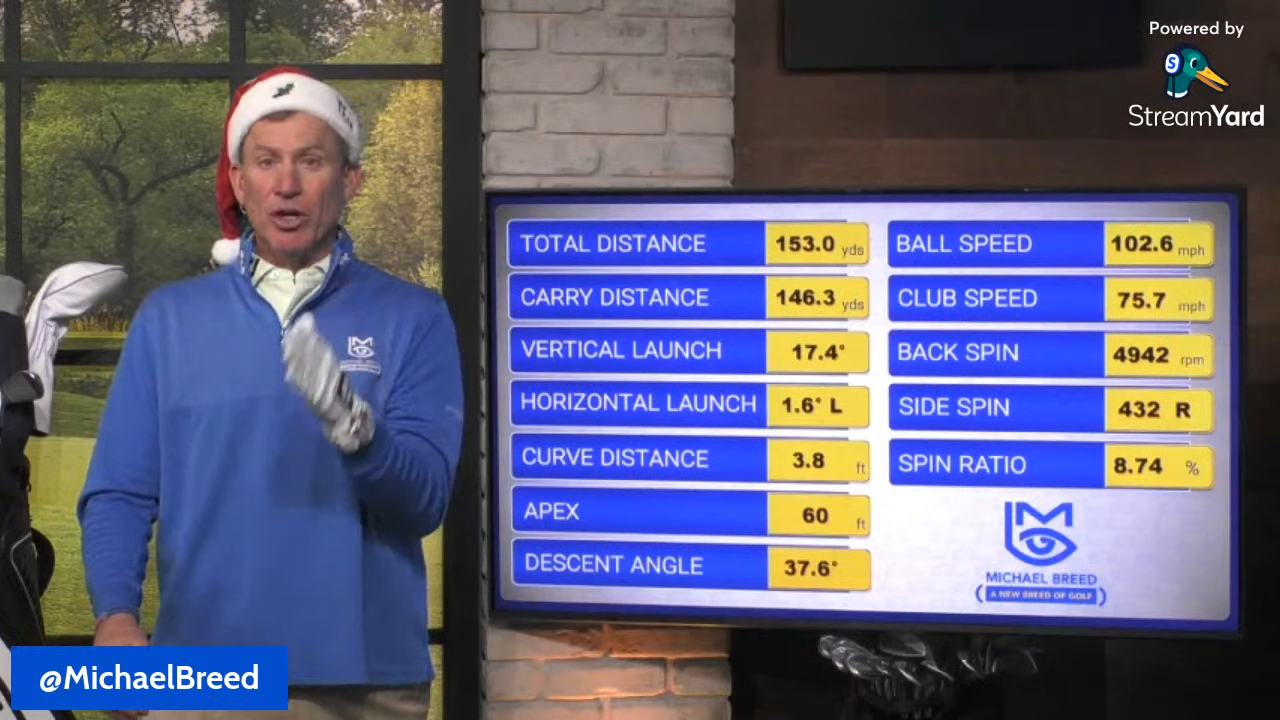 Powered by
StreamYard
TOTAL DISTANCE 153.0 yds
CARRY DISTANCE 146.3 yds
VERTICAL LAUNCH 17.4°
HORIZONTAL LAUNCH 1.6° L
CURVE DISTANCE 3.8 ft
APEX 60 ft
DESCENT ANGLE 37.6°
BALL SPEED 102.6 mph
CLUB SPEED 75.7 mph
BACK SPIN 4942 rpm
SIDE SPIN 432 R
SPIN RATIO 8.74 %
MICHAEL BREED
(A NEW BREED OF GOLF)
@MichaelBreed